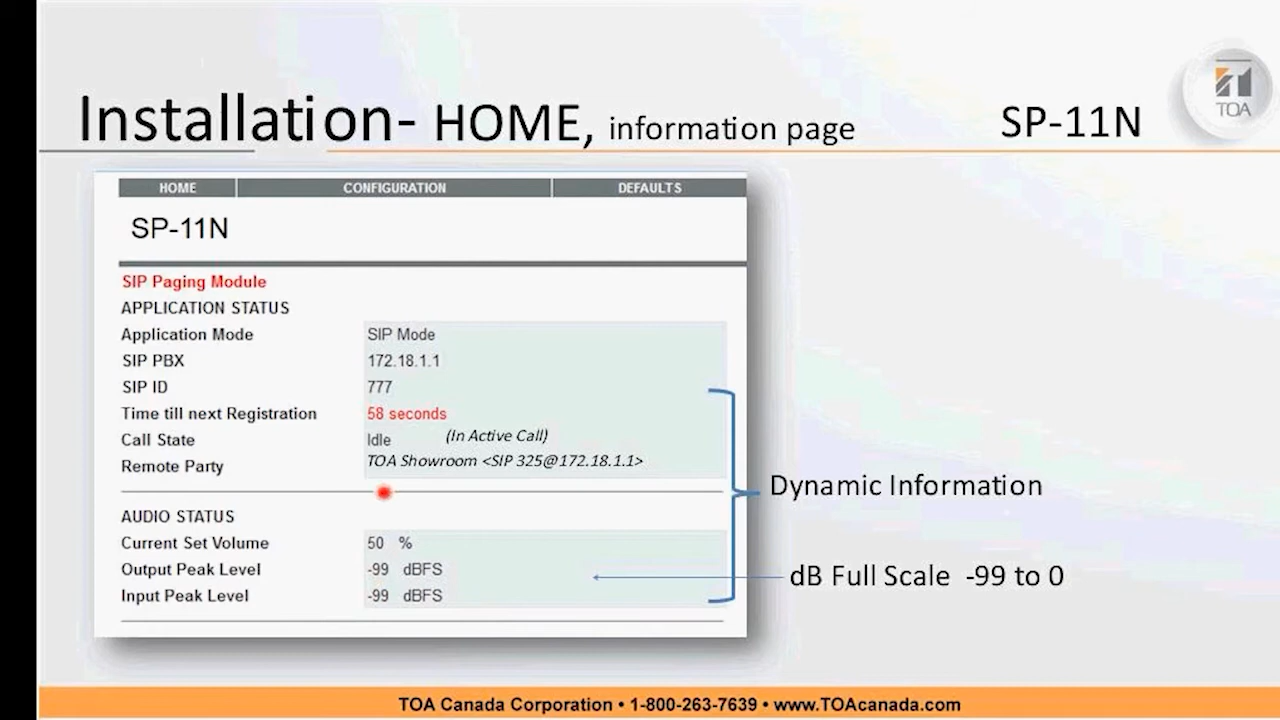 Installation- HOME, information page SP-11N
TOA
HOME CONFIGURATION DEFAULTS
SP-11N
SIP Paging Module
APPLICATION STATUS
Application Mode SIP Mode
SIP PBX 172.18.1.1
SIP ID 777
Time till next Registration 58 seconds
Call State Idle (In Active Call)
Remote Party TOA Showroom <SIP 325@172.18.1.1>
Dynamic Information
AUDIO STATUS
Current Set Volume 50 %
Output Peak Level -99 dBFS
dB Full Scale -99 to 0
Input Peak Level -99 dBFS
TOA Canada Corporation • 1-800-263-7639 • www.TOAcanada.com